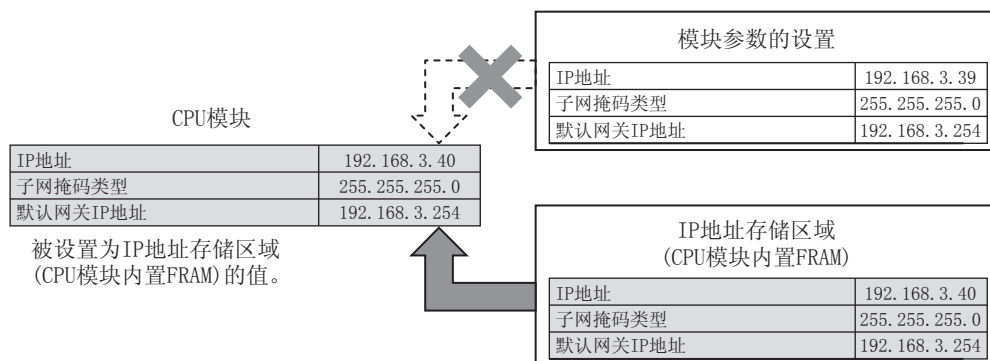 模块参数的设置
IP地址 192.168.3.39
子网掩码类型 255.255.255.0
默认网关IP地址 192.168.3.254
CPU模块
IP地址 192.168.3.40
子网掩码类型 255.255.255.0
默认网关IP地址 192.168.3.254
被设置为IP地址存储区域
(CPU模块内置FRAM)的值。
IP地址存储区域
(CPU模块内置FRAM)
IP地址 192.168.3.40
子网掩码类型 255.255.255.0
默认网关IP地址 192.168.3.254